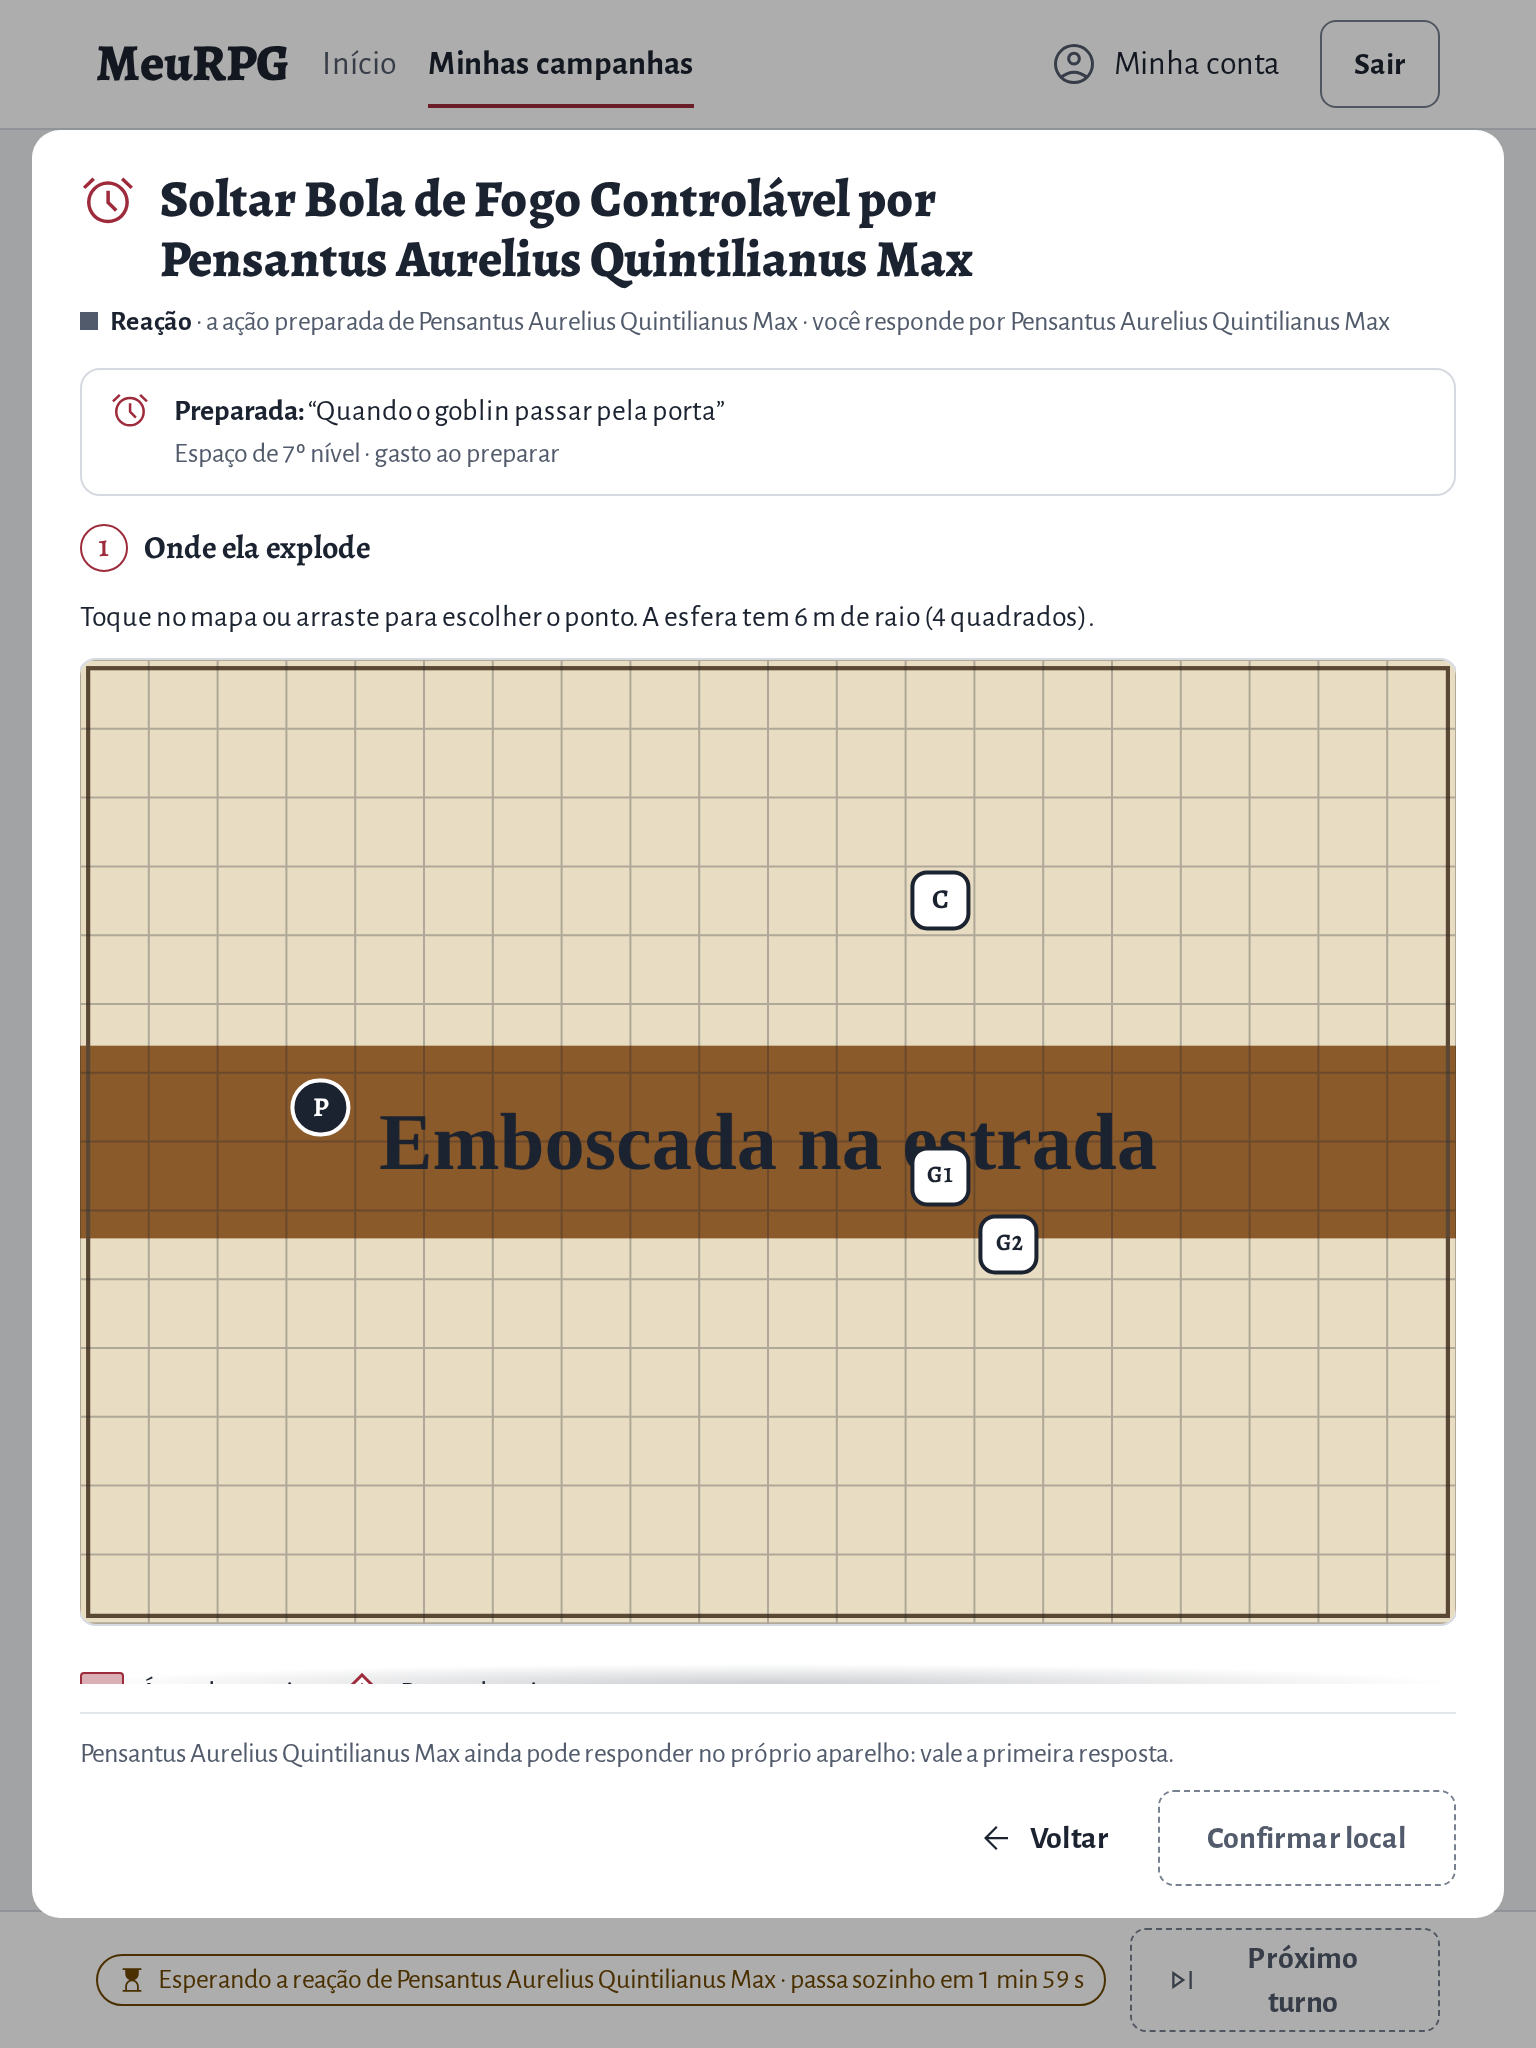 MeuRPG Início Minhas campanhas Minha conta Sair
Soltar Bola de Fogo Controlável por
Pensantus Aurelius Quintilianus Max
Reação · a ação preparada de Pensantus Aurelius Quintilianus Max · você responde por Pensantus Aurelius Quintilianus Max
Preparada: “Quando o goblin passar pela porta”
Espaço de 7º nível · gasto ao preparar
1 Onde ela explode
Toque no mapa ou arraste para escolher o ponto. A esfera tem 6 m de raio (4 quadrados).
C
P
Emboscada na estrada
G1
G2
Pensantus Aurelius Quintilianus Max ainda pode responder no próprio aparelho: vale a primeira resposta.
Voltar Confirmar local
Esperando a reação de Pensantus Aurelius Quintilianus Max · passa sozinho em 1 min 59 s
Próximo
turno